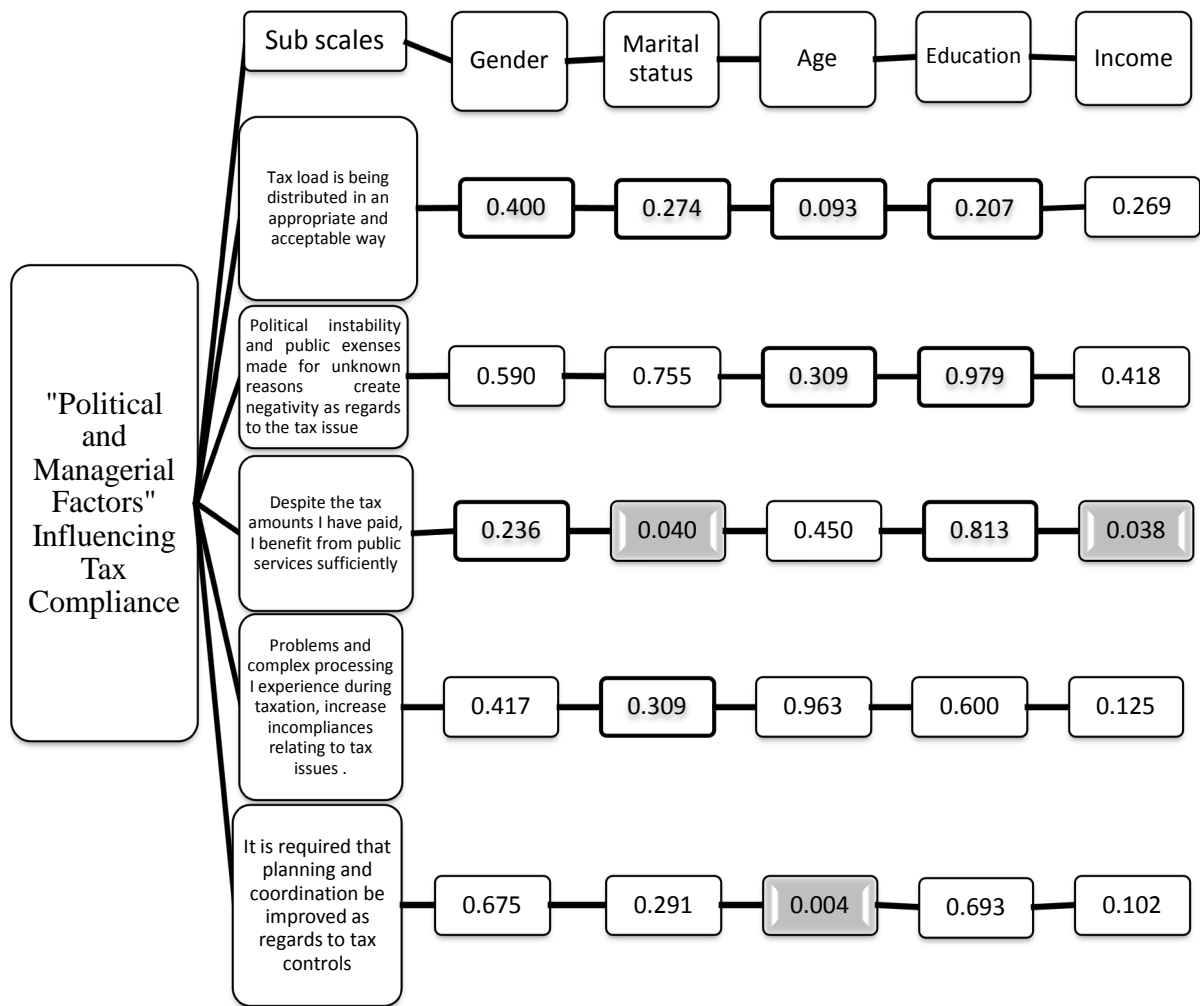 Sub scales
Gender
Marital
status
Age
Education
Income
Tax load is being
distributed in an
appropriate and
acceptable way
0.400
0.274
0.093
0.207
0.269
"Political
and
Managerial
Factors"
Influencing
Tax
Compliance
Political instability
and public exenses
made for unknown
reasons create
negativity as regards
to the tax issue
0.590
0.755
0.309
0.979
0.418
Despite the tax
amounts I have paid,
I benefit from public
services sufficiently
0.236
0.040
0.450
0.813
0.038
Problems and
complex processing
I experience during
taxation, increase
incompliances
relating to tax
issues .
0.417
0.309
0.963
0.600
0.125
It is required that
planning and
coordination be
improved as
regards to tax
controls
0.675
0.291
0.004
0.693
0.102